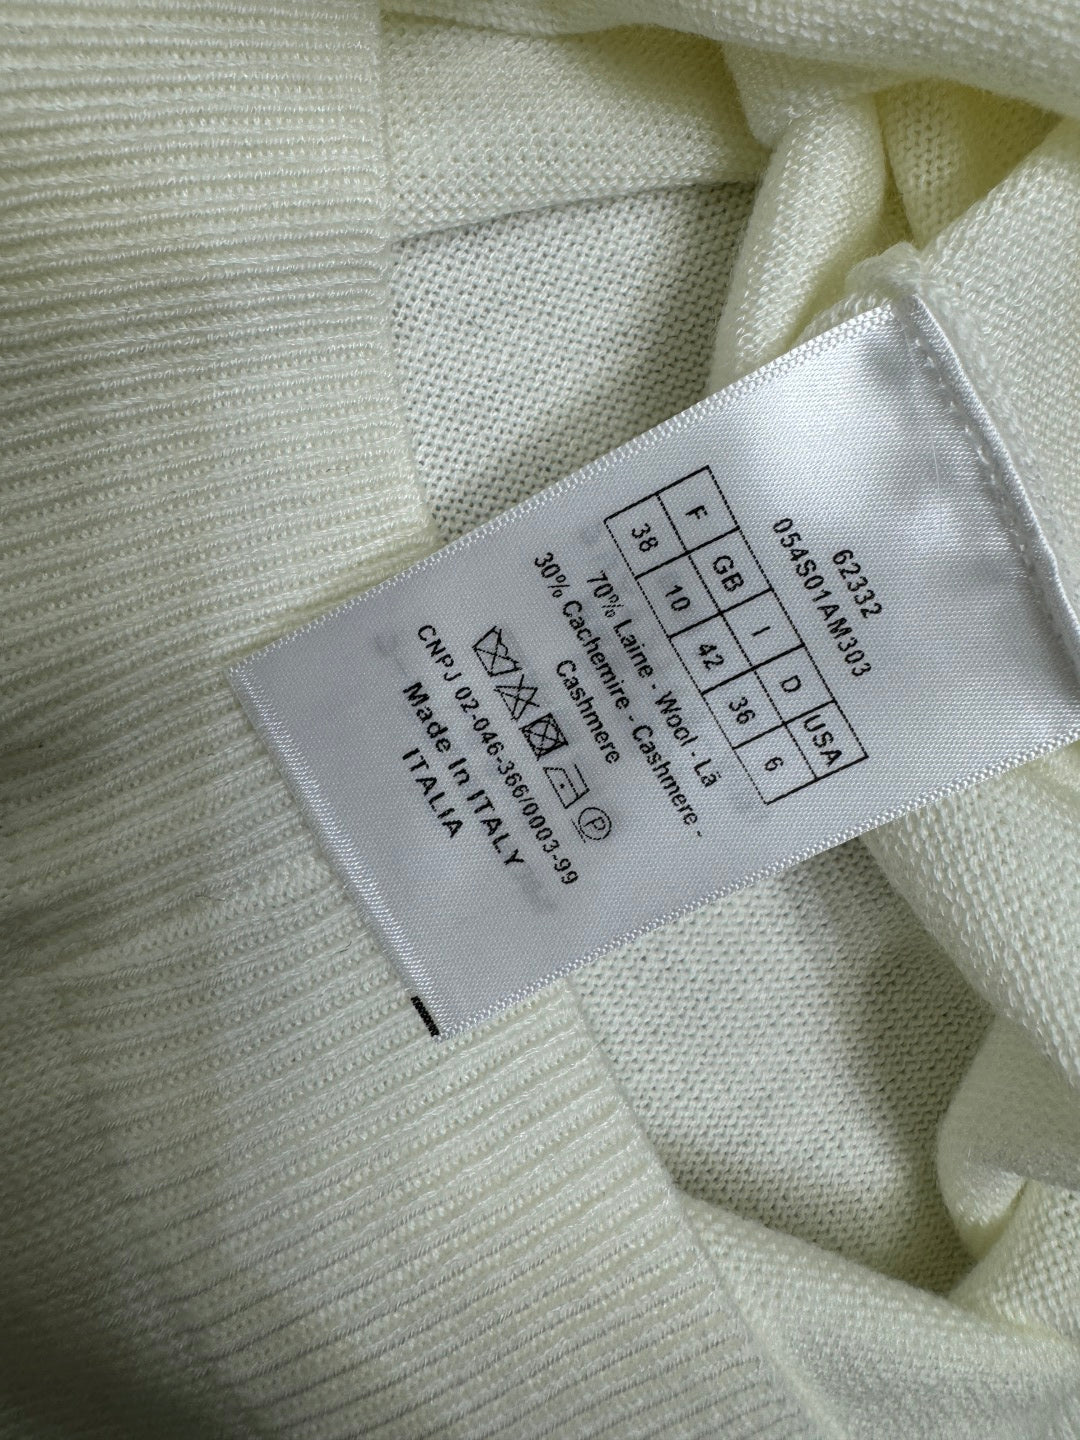 62332
054S01AM303
F GB I D USA
38 10 42 36 6
70% Laine - Wool - Lã
30% Cachemire - Cashmere -
Cashmere
P
CNPJ 02-046-366/0003-99
Made In ITALY
ITALIA